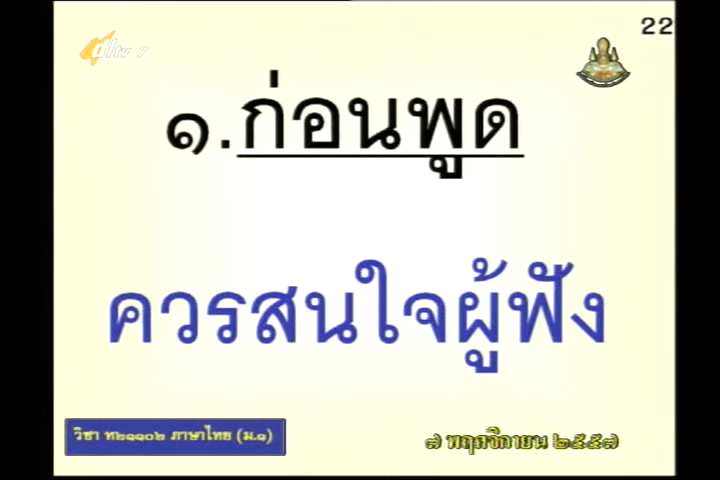 22
dltv 7
๑.ก่อนพูด
ควรสนใจผู้ฟัง
วิชา ท๒๑๑๐๒ ภาษาไทย (ม.๑)
๗ พฤศจิกายน ๒๕๕๗